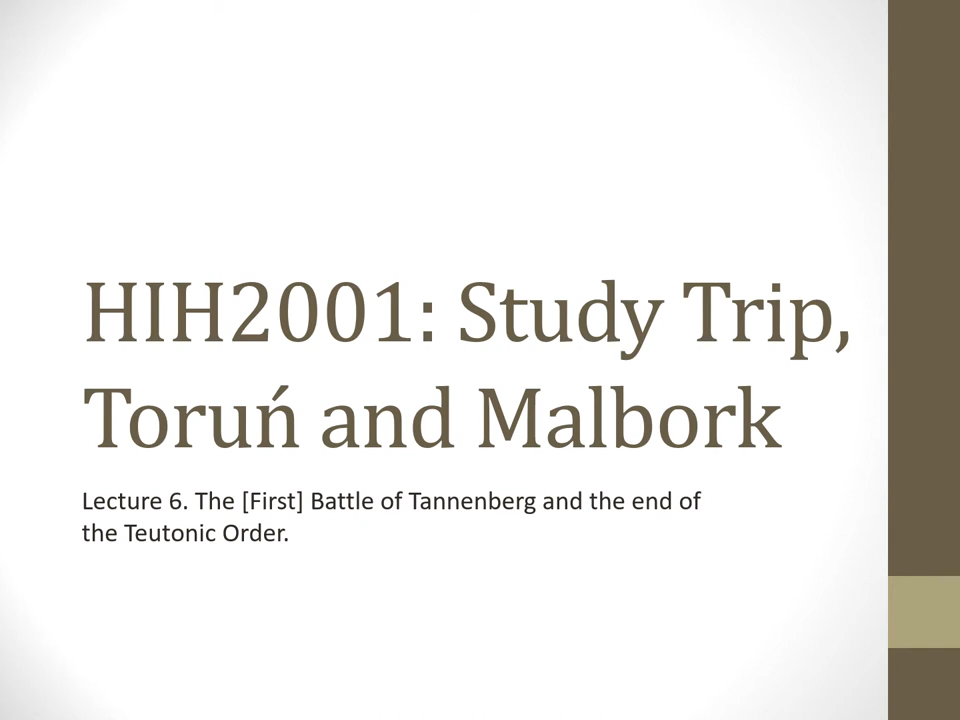 HIH2001: Study Trip,
Toruń and Malbork
Lecture 6. The [First] Battle of Tannenberg and the end of
the Teutonic Order.